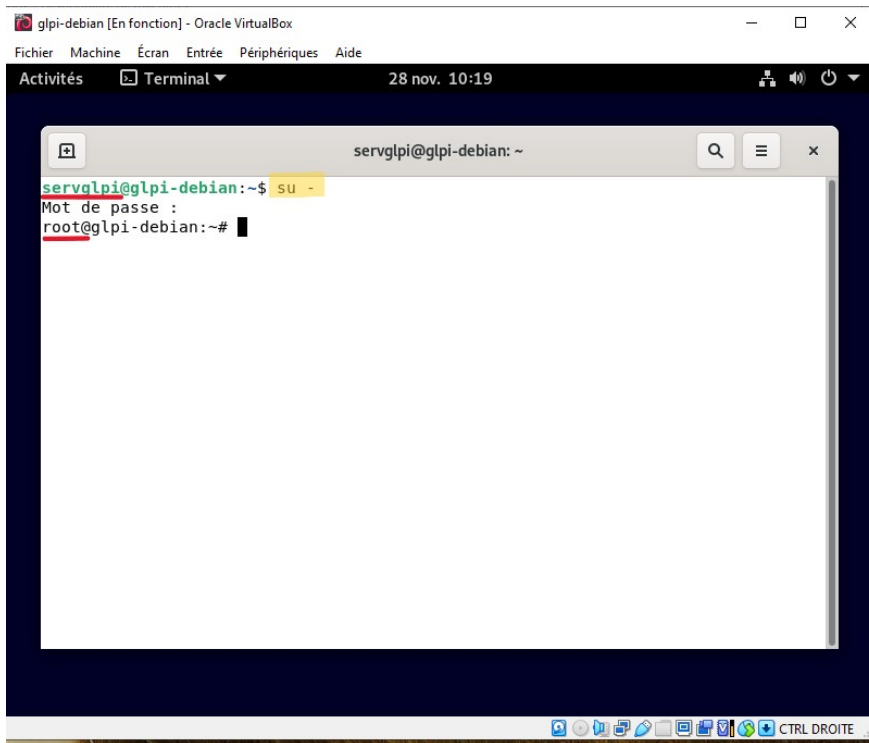 glpi-debian [En fonction] - Oracle VirtualBox
Fichier Machine Écran Entrée Périphériques Aide
Activités Terminal 28 nov. 10:19
servglpi@glpi-debian: ~
servglpi@glpi-debian:~$ su -
Mot de passe :
root@glpi-debian:~#
CTRL DROITE